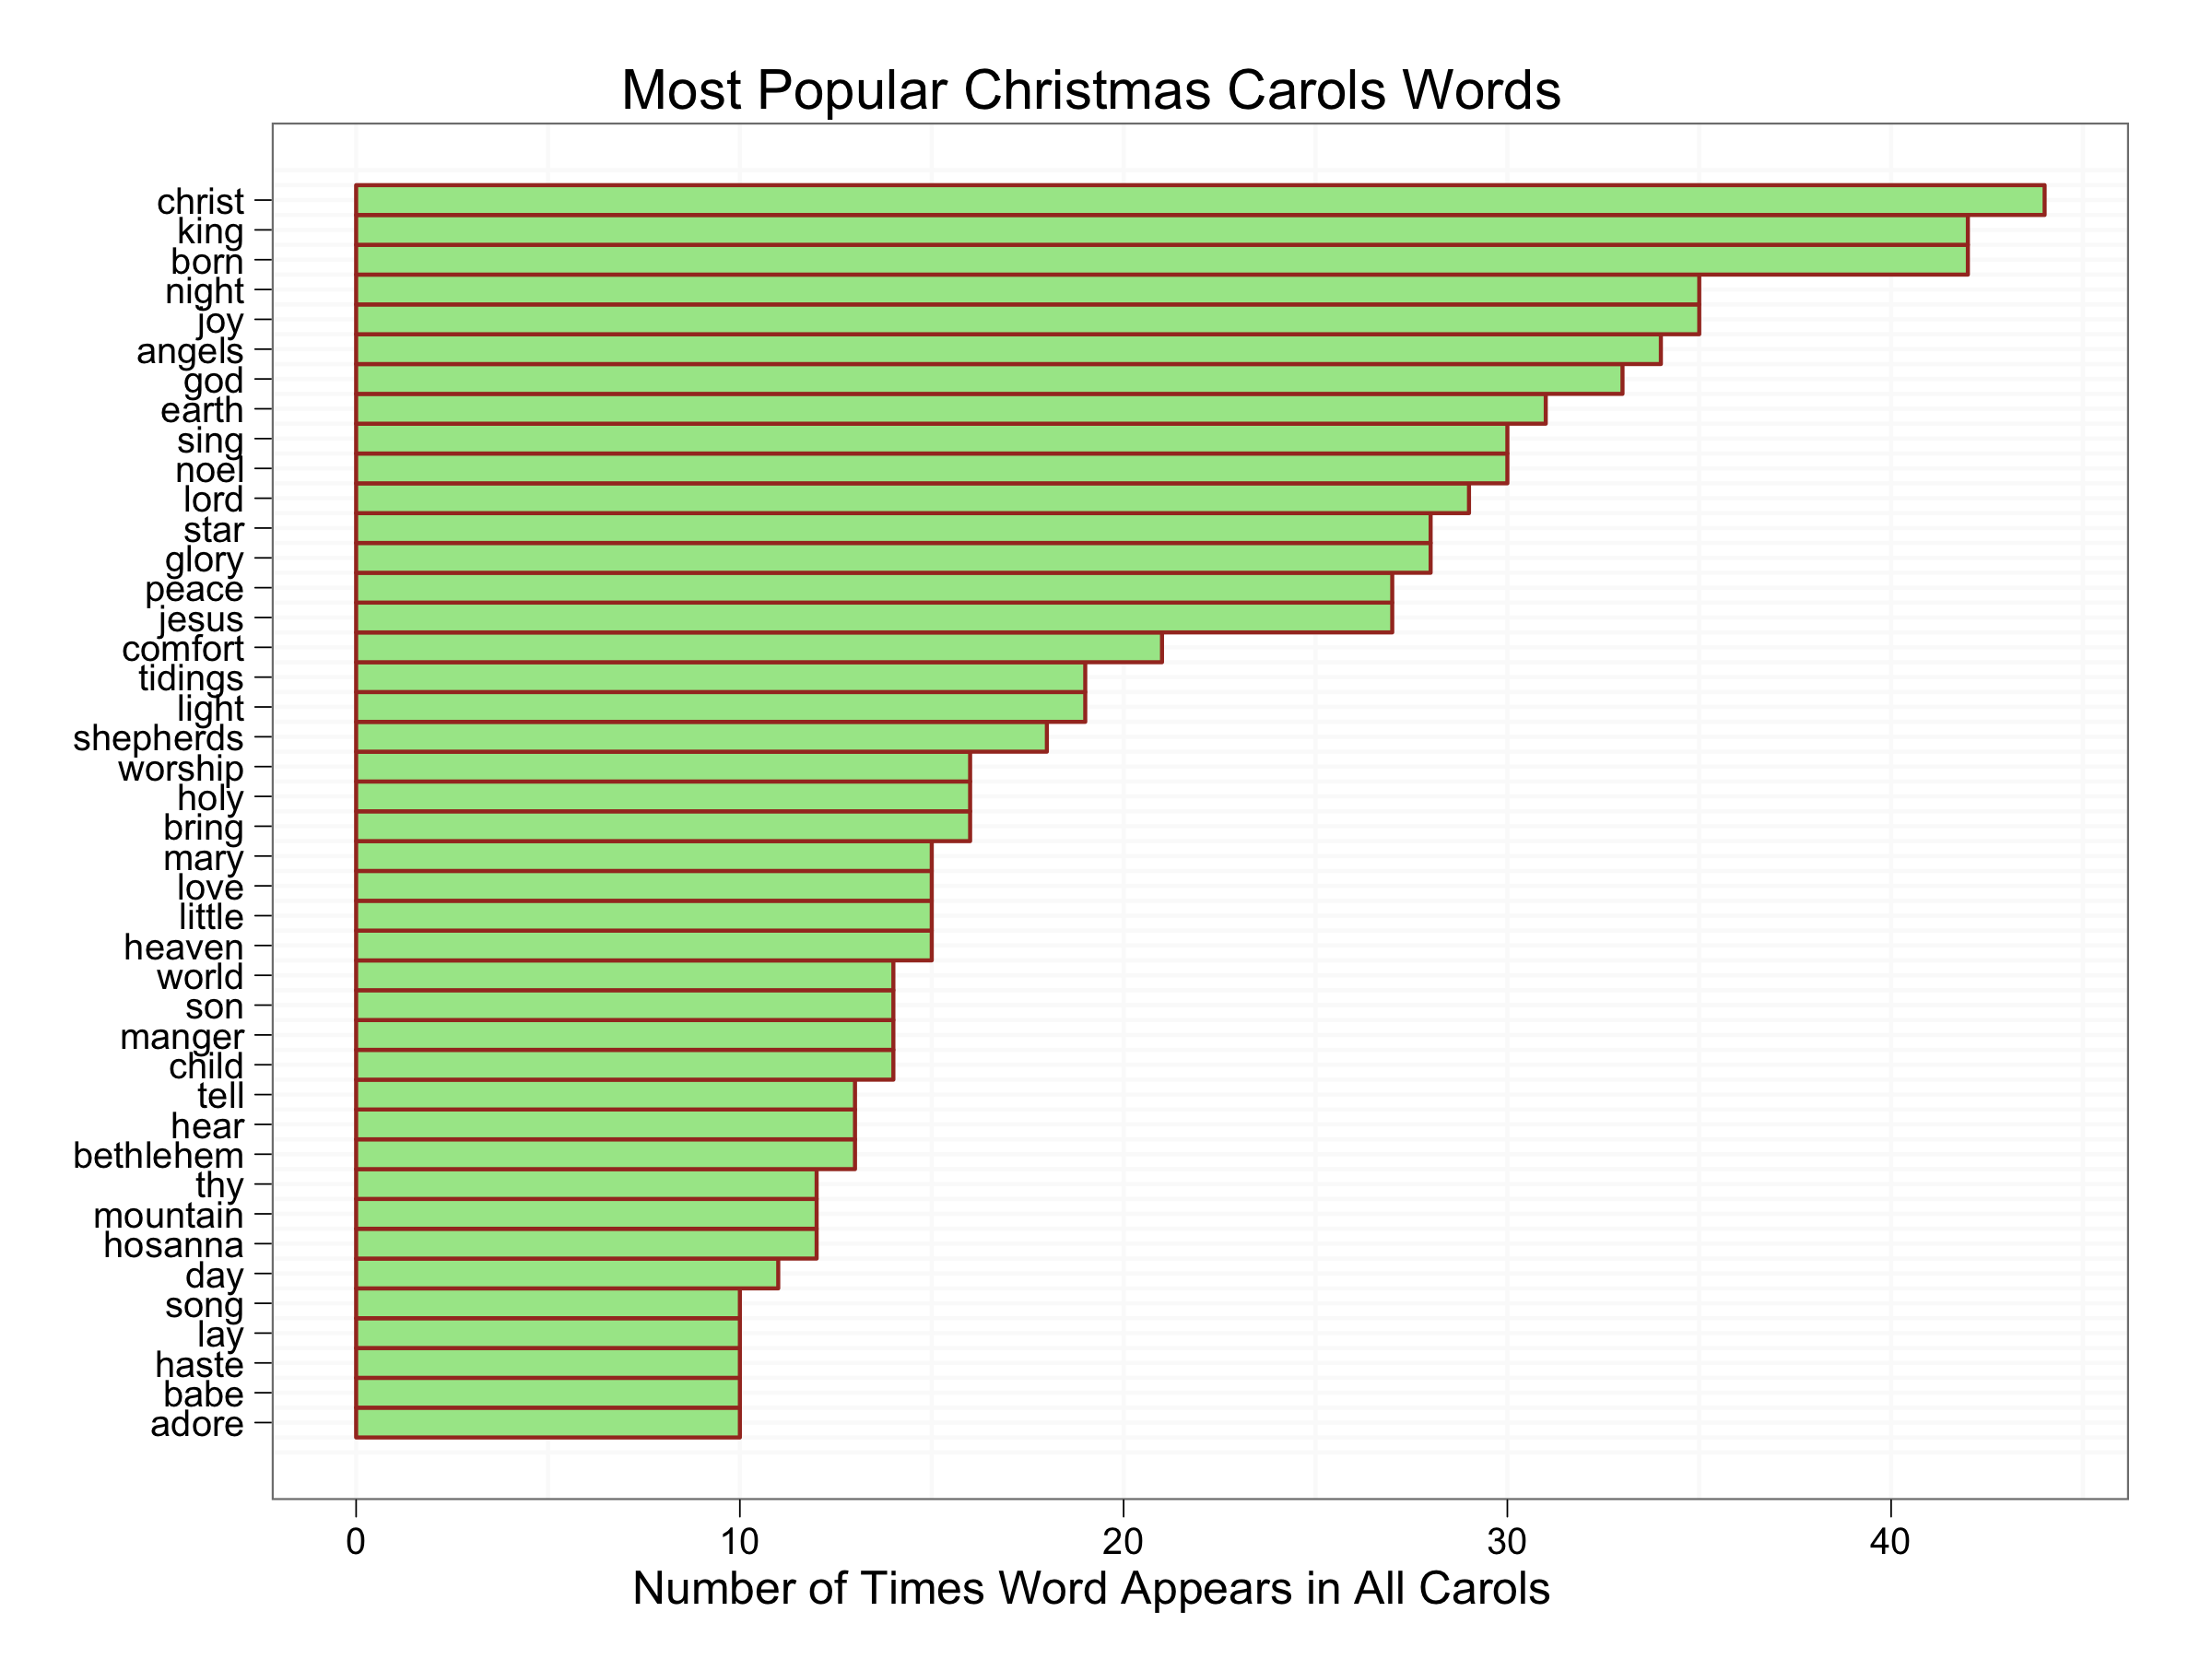 Most Popular Christmas Carols Words
christ
king
born
night
joy
angels
god
earth
sing
noel
lord
star
glory
peace
jesus
comfort
tidings
light
shepherds
worship
holy
bring
mary
love
little
heaven
world
son
manger
child
tell
hear
bethlehem
thy
mountain
hosanna
day
song
lay
haste
babe
adore
0 10 20 30 40
Number of Times Word Appears in All Carols